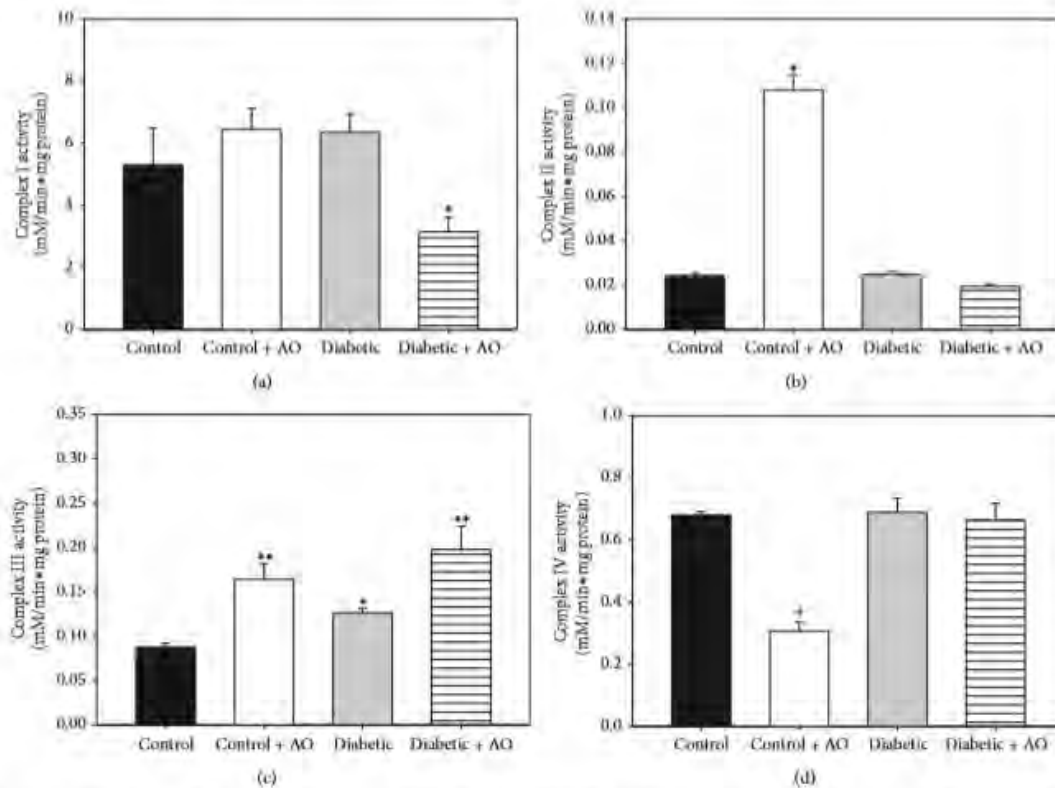 10
8
6
4
2
0
Complex I activity
(mM/min*mg protein)
*
Control Control + AO Diabetic Diabetic + AO
(a)
0.12
0.10
0.08
0.06
0.04
0.02
0.00
Complex II activity
(mM/min*mg protein)
*
Control Control + AO Diabetic Diabetic + AO
(b)
0.35
0.30
0.25
0.20
0.15
0.10
0.05
0.00
Complex III activity
(mM/min*mg protein)
** * **
Control Control + AO Diabetic Diabetic + AO
(c)
1.0
0.8
0.6
0.4
0.2
0.0
Complex IV activity
(mM/min*mg protein)
Control Control + AO Diabetic Diabetic + AO
(d)